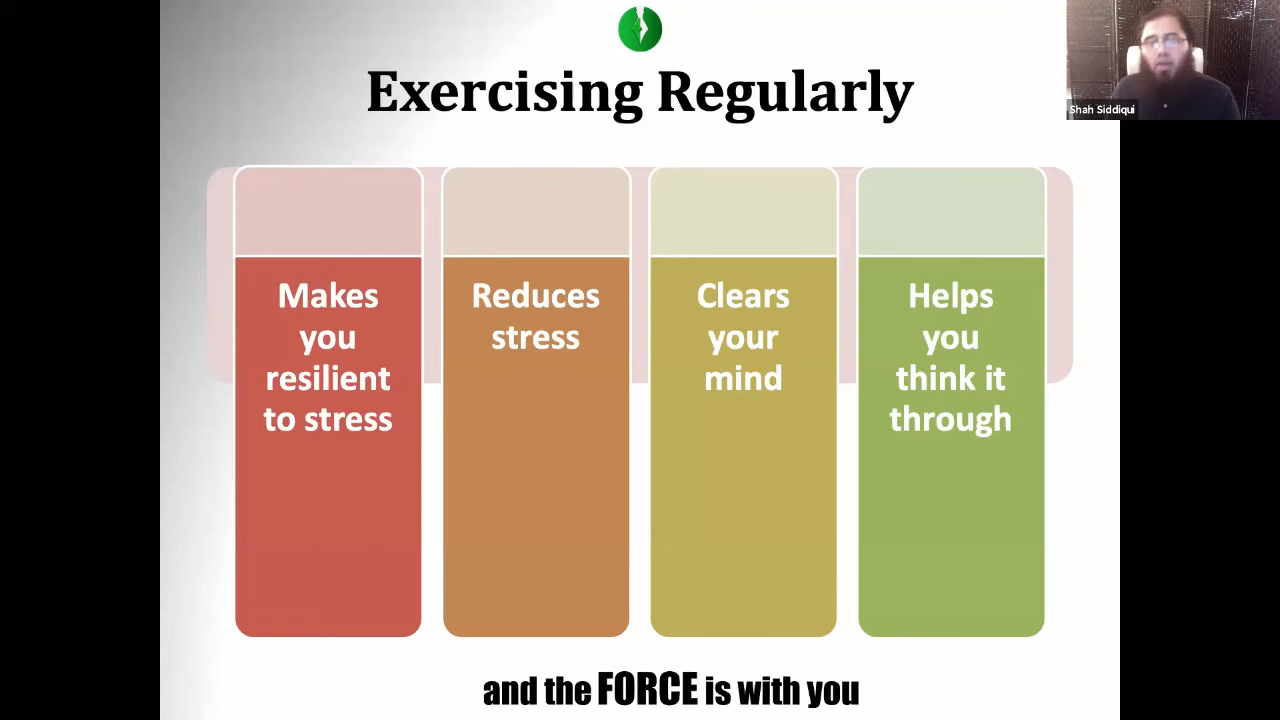 Exercising Regularly
Shah Siddiqui
Makes
you
resilient
to stress
Reduces
stress
Clears
your
mind
Helps
you
think it
through
and the FORCE is with you